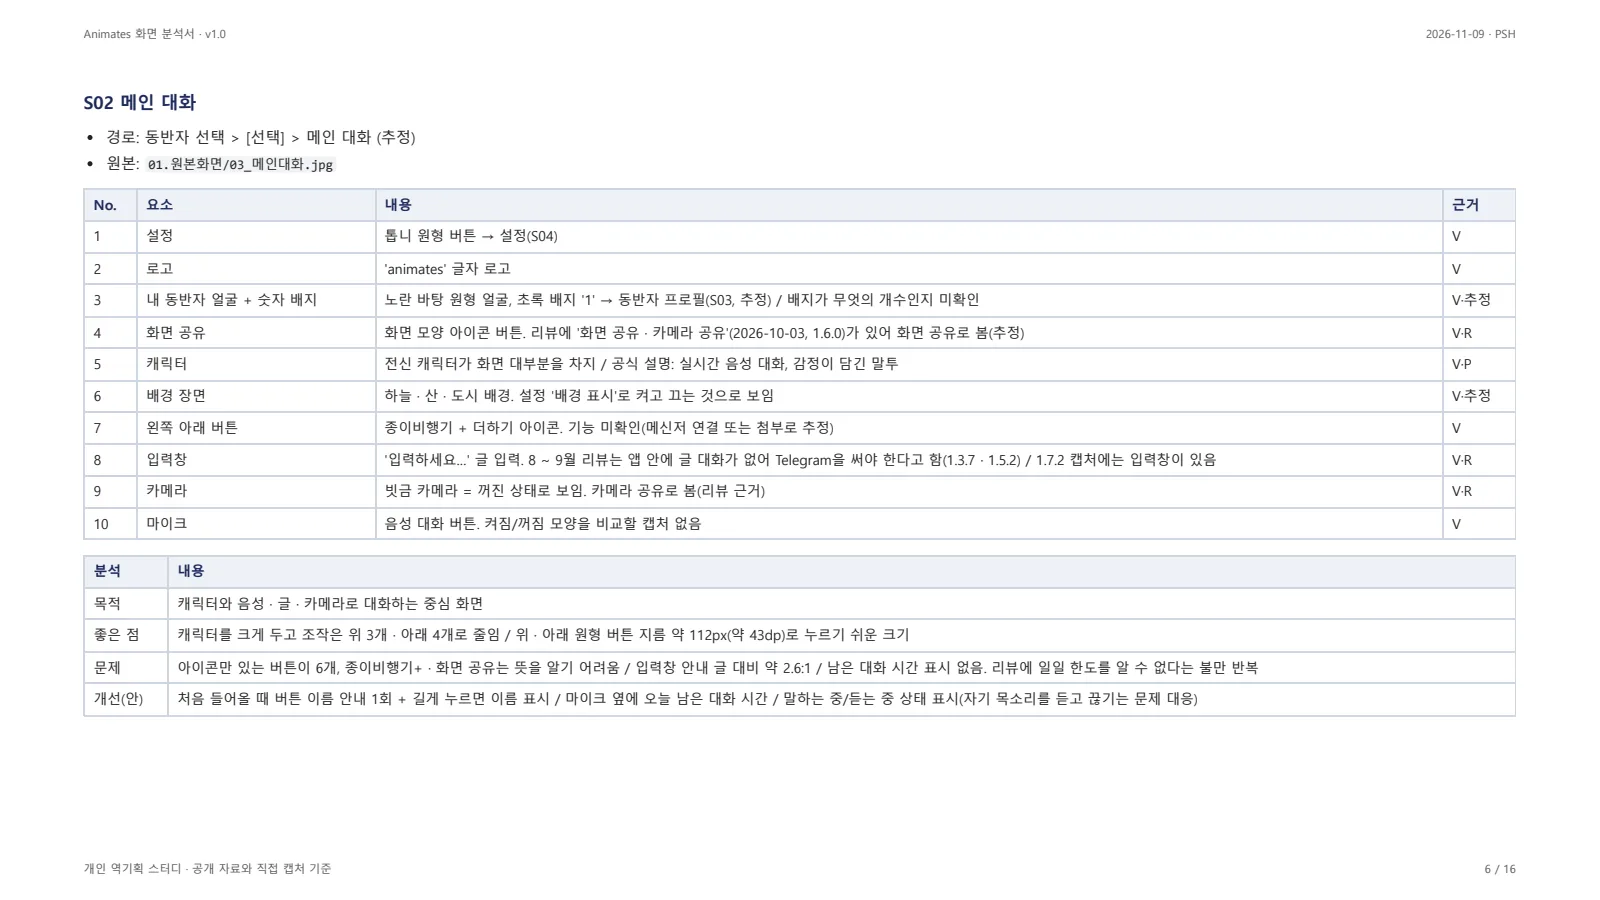 Animates 화면 분석서 · v1.0
2026-11-09 · PSH
S02 메인 대화
• 경로: 동반자 선택 > [선택] > 메인 대화 (추정)
• 원본: 01.원본화면/03_메인대화.jpg
No. 요소 내용 근거
1 설정 톱니 원형 버튼 → 설정(S04) V
2 로고 'animates' 글자 로고 V
3 내 동반자 얼굴 + 숫자 배지 노란 바탕 원형 얼굴, 초록 배지 '1' → 동반자 프로필(S03, 추정) / 배지가 무엇의 개수인지 미확인 V·추정
4 화면 공유 화면 모양 아이콘 버튼. 리뷰에 '화면 공유 · 카메라 공유'(2026-10-03, 1.6.0)가 있어 화면 공유로 봄(추정) V·R
5 캐릭터 전신 캐릭터가 화면 대부분을 차지 / 공식 설명: 실시간 음성 대화, 감정이 담긴 말투 V·P
6 배경 장면 하늘 · 산 · 도시 배경. 설정 '배경 표시'로 켜고 끄는 것으로 보임 V·추정
7 왼쪽 아래 버튼 종이비행기 + 더하기 아이콘. 기능 미확인(메신저 연결 또는 첨부로 추정) V
8 입력창 '입력하세요...' 글 입력. 8 ~ 9월 리뷰는 앱 안에 글 대화가 없어 Telegram을 써야 한다고 함(1.3.7 · 1.5.2) / 1.7.2 캡처에는 입력창이 있음 V·R
9 카메라 빗금 카메라 = 꺼진 상태로 보임. 카메라 공유로 봄(리뷰 근거) V·R
10 마이크 음성 대화 버튼. 켜짐/꺼짐 모양을 비교할 캡처 없음 V
분석 내용
목적 캐릭터와 음성 · 글 · 카메라로 대화하는 중심 화면
좋은 점 캐릭터를 크게 두고 조작은 위 3개 · 아래 4개로 줄임 / 위 · 아래 원형 버튼 지름 약 112px(약 43dp)로 누르기 쉬운 크기
문제 아이콘만 있는 버튼이 6개, 종이비행기+ · 화면 공유는 뜻을 알기 어려움 / 입력창 안내 글 대비 약 2.6:1 / 남은 대화 시간 표시 없음. 리뷰에 일일 한도를 알 수 없다는 불만 반복
개선(안) 처음 들어올 때 버튼 이름 안내 1회 + 길게 누르면 이름 표시 / 마이크 옆에 오늘 남은 대화 시간 / 말하는 중/듣는 중 상태 표시(자기 목소리를 듣고 끊기는 문제 대응)
개인 역기획 스터디 · 공개 자료와 직접 캡처 기준
6 / 16